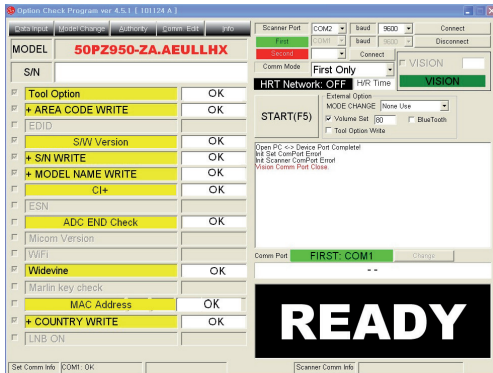 Option Check Program ver 4.5.1 [ 101124 A ]
Data Input Model Change Authority Comm. Edit Info
MODEL 50PZ950-ZA.AEULLHX
S/N
Tool Option OK
+ AREA CODE WRITE OK
EDID
S/W Version OK
+ S/N WRITE OK
+ MODEL NAME WRITE OK
CI+ OK
ESN
ADC END Check OK
Micom Version
WiFi
Widevine OK
Marlin key check
MAC Address OK
+ COUNTRY WRITE OK
LNB ON
Set Comm Info COM1: OK
Scanner Port COM2 baud 9600 Connect
First COM1 baud 9600 Disconnect
Second Connect
Comm Mode First Only
VISION
HRT Network: OFF H/R Time VISION
START(F5)
External Option
MODE CHANGE None Use
Volume Set 80 BlueTooth
Tool Option Write
Open PC <-> Device Port Complete!
Init Set ComPort Error!
Init Scanner ComPort Error!
Vision Comm Port Close.
Comm Port FIRST: COM1 Change
- -
READY
Scanner Comm Info